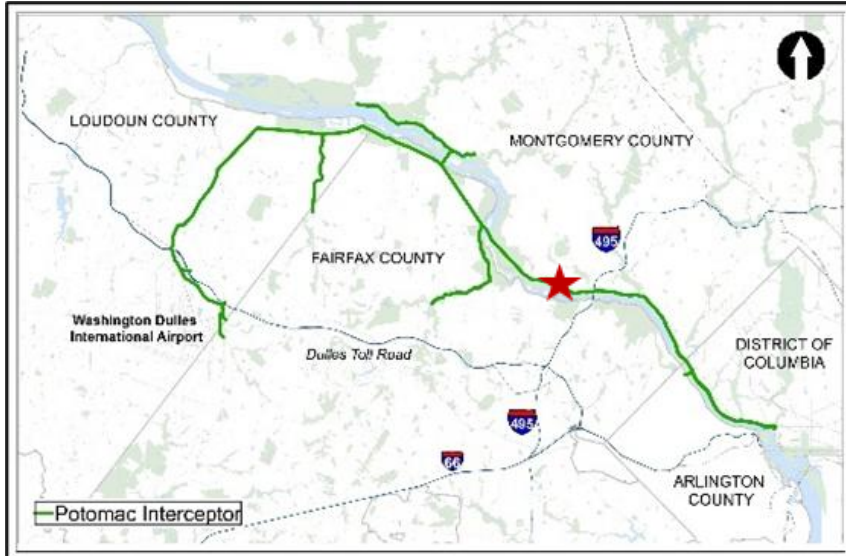 LOUDOUN COUNTY
MONTGOMERY COUNTY
495
FAIRFAX COUNTY
Washington Dulles
International Airport
Dulles Toll Road
DISTRICT OF
COLUMBIA
495
66
ARLINGTON
COUNTY
Potomac Interceptor